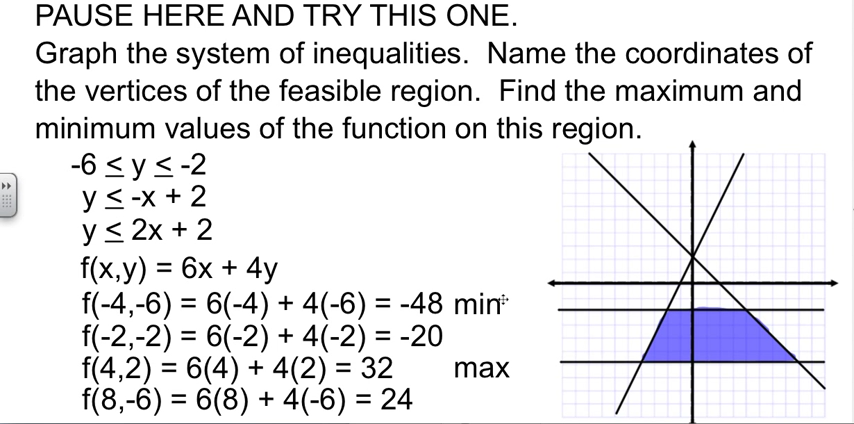 PAUSE HERE AND TRY THIS ONE.
Graph the system of inequalities. Name the coordinates of
the vertices of the feasible region. Find the maximum and
minimum values of the function on this region.
-6 ≤ y ≤ -2
y ≤ -x + 2
y ≤ 2x + 2
f(x,y) = 6x + 4y
f(-4,-6) = 6(-4) + 4(-6) = -48 min
f(-2,-2) = 6(-2) + 4(-2) = -20
f(4,2) = 6(4) + 4(2) = 32 max
f(8,-6) = 6(8) + 4(-6) = 24